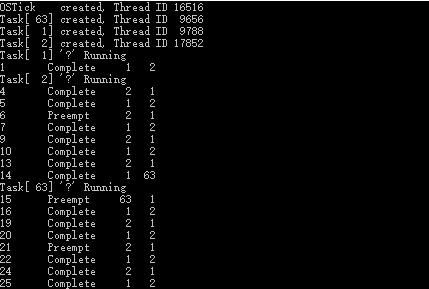 OSTick    created, Thread ID 16516
Task[ 63] created, Thread ID  9656
Task[  1] created, Thread ID  9788
Task[  2] created, Thread ID 17852
Task[  1] '?' Running
1       Complete     1   2
Task[  2] '?' Running
4       Complete     2   1
5       Complete     1   2
6       Preempt      2   1
7       Complete     1   2
9       Complete     2   1
10      Complete     1   2
13      Complete     2   1
14      Complete     1  63
Task[ 63] '?' Running
15      Preempt     63   1
16      Complete     1   2
19      Complete     2   1
20      Complete     1   2
21      Preempt      2   1
22      Complete     1   2
24      Complete     2   1
25      Complete     1   2